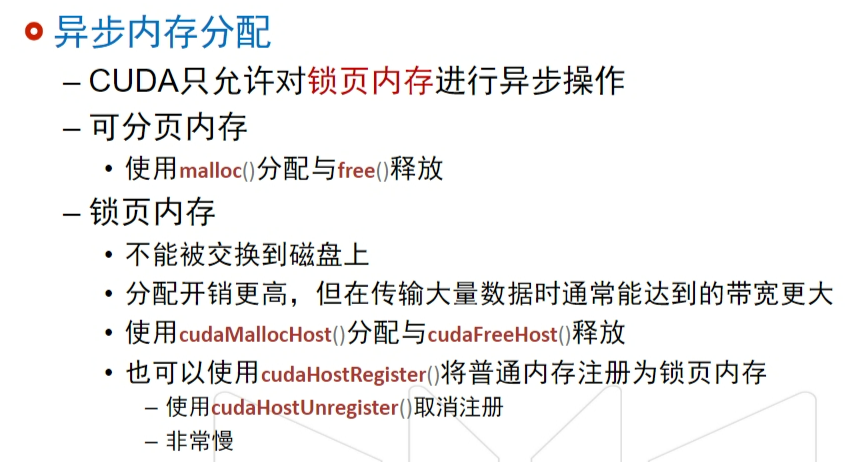 异步内存分配
– CUDA只允许对锁页内存进行异步操作
– 可分页内存
• 使用malloc()分配与free()释放
– 锁页内存
• 不能被交换到磁盘上
• 分配开销更高，但在传输大量数据时通常能达到的带宽更大
• 使用cudaMallocHost()分配与cudaFreeHost()释放
• 也可以使用cudaHostRegister()将普通内存注册为锁页内存
– 使用cudaHostUnregister()取消注册
– 非常慢